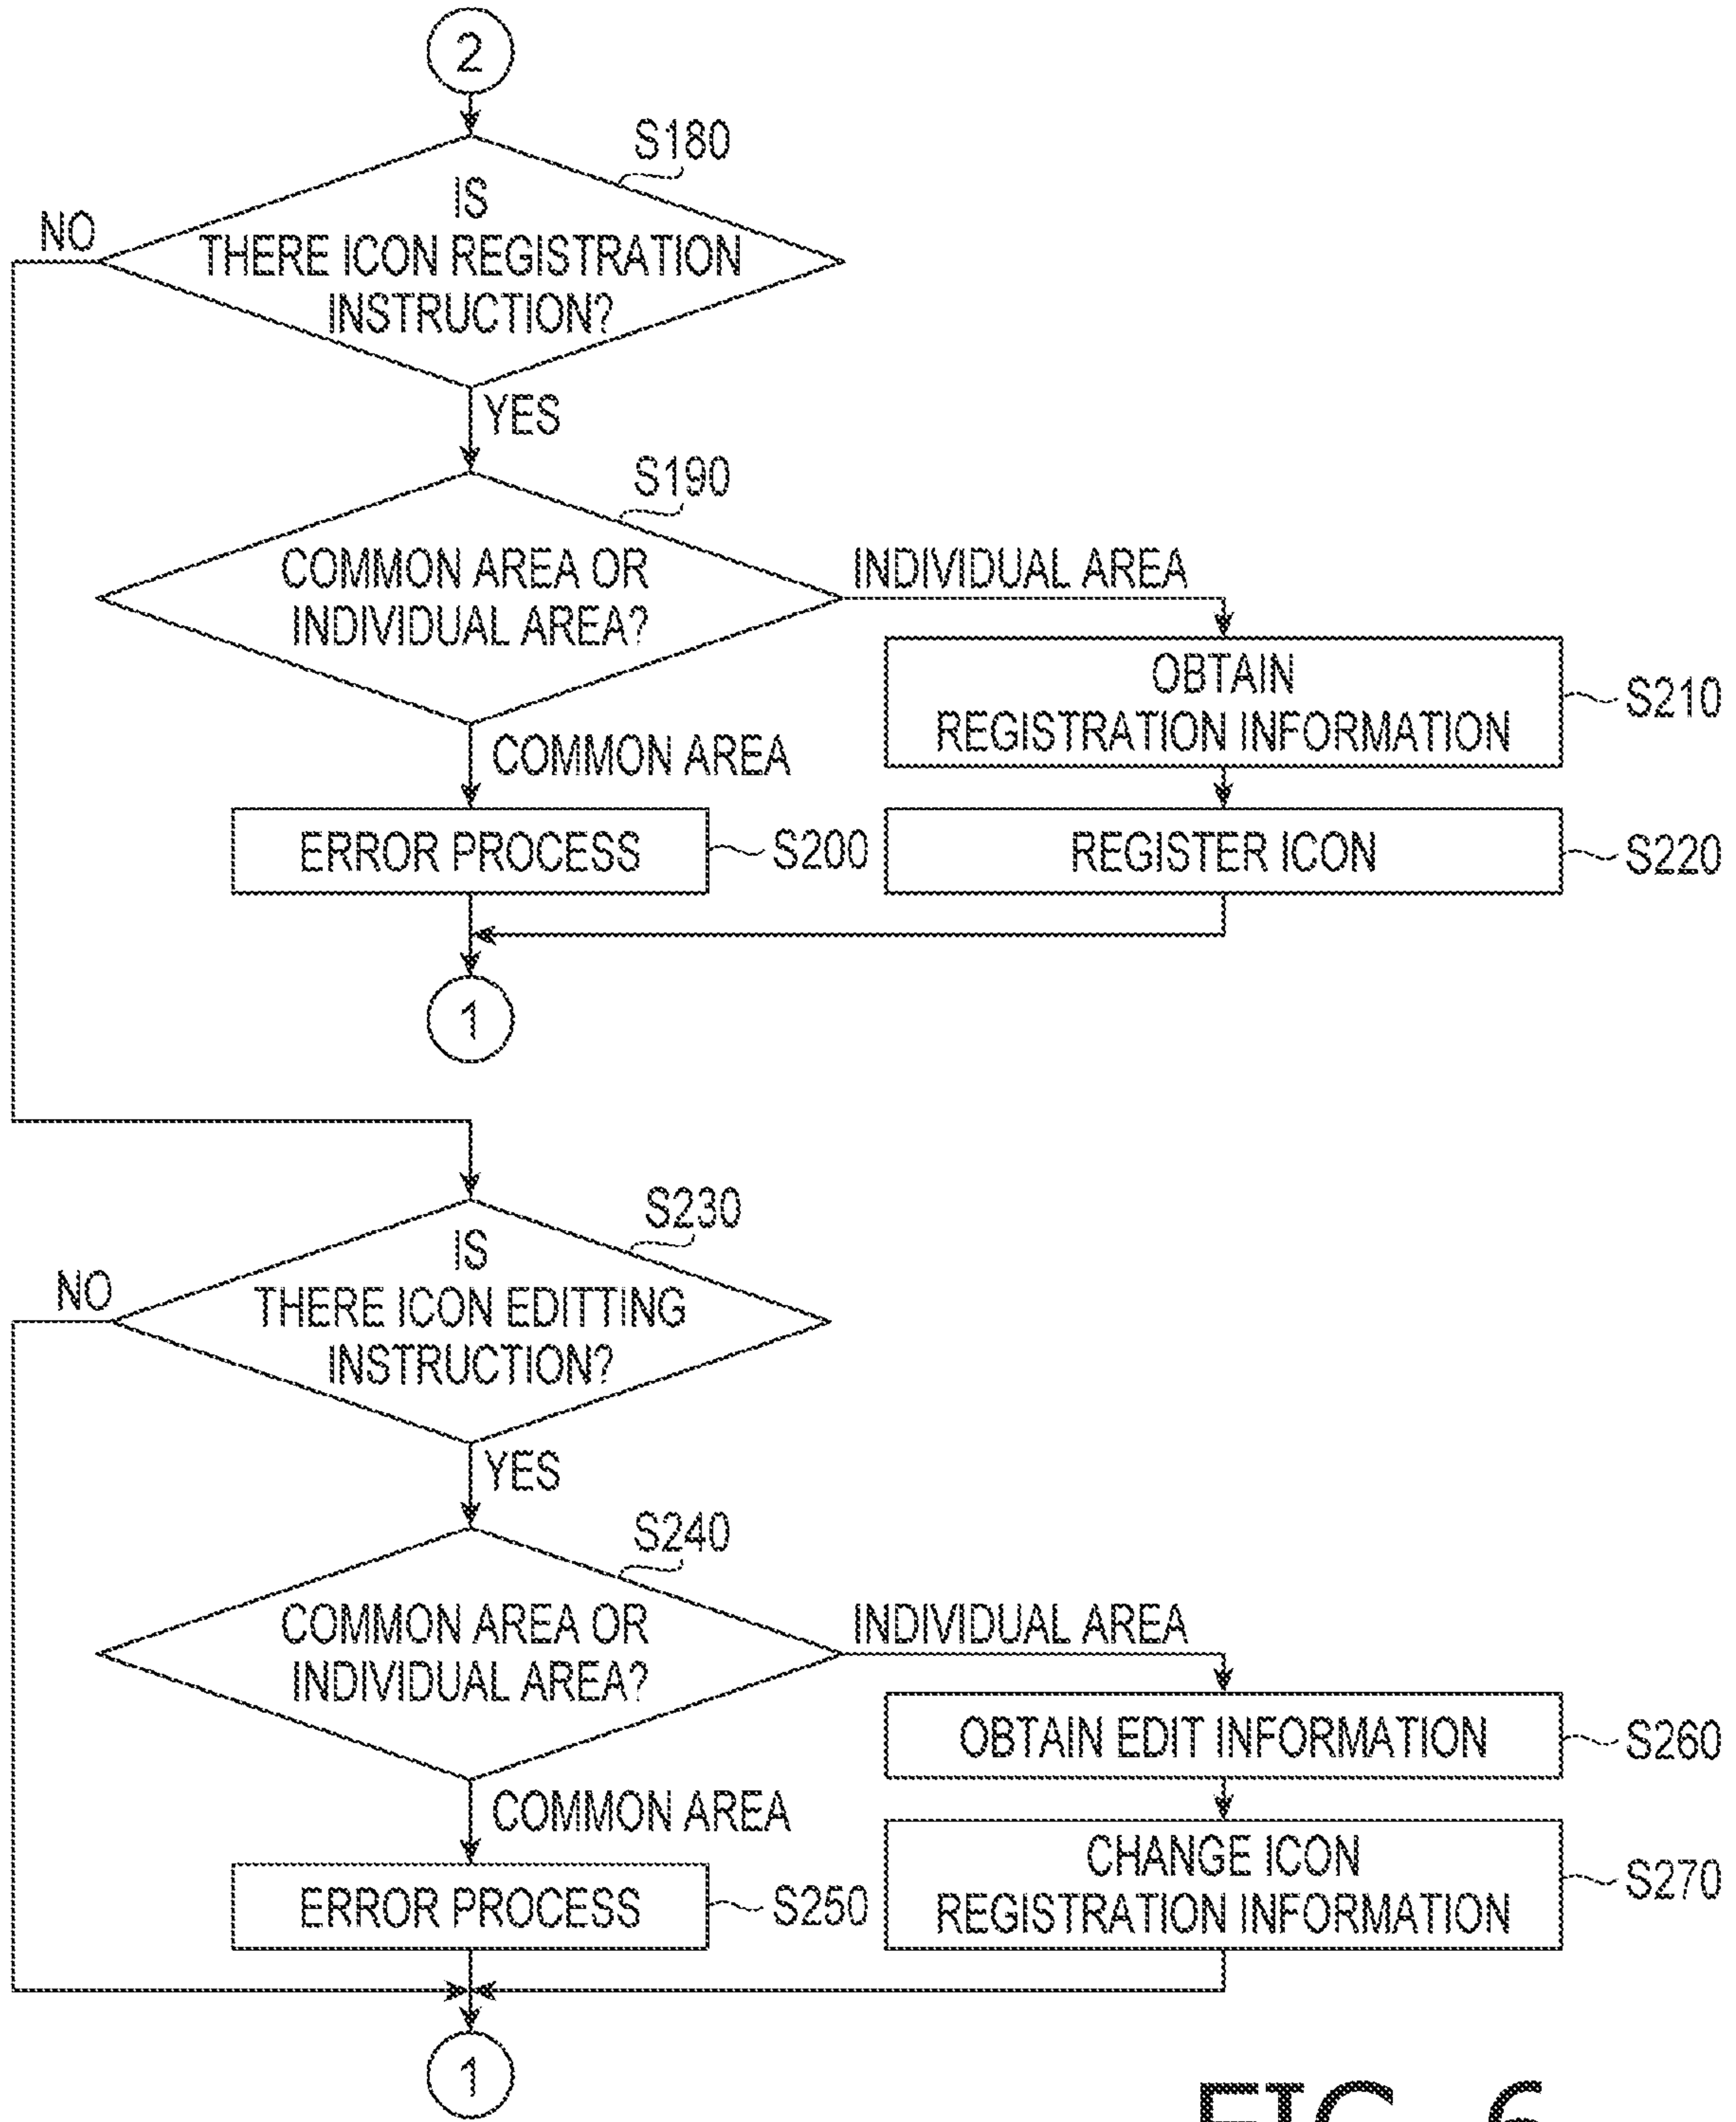 2
S180
IS
THERE ICON REGISTRATION
INSTRUCTION?
NO
YES
S190
COMMON AREA OR
INDIVIDUAL AREA?
INDIVIDUAL AREA
OBTAIN
REGISTRATION INFORMATION
S210
COMMON AREA
ERROR PROCESS
S200
REGISTER ICON
S220
1
S230
IS
THERE ICON EDITTING
INSTRUCTION?
NO
YES
S240
COMMON AREA OR
INDIVIDUAL AREA?
INDIVIDUAL AREA
OBTAIN EDIT INFORMATION
S260
COMMON AREA
CHANGE ICON
REGISTRATION INFORMATION
S270
ERROR PROCESS
S250
1
FIG. 6